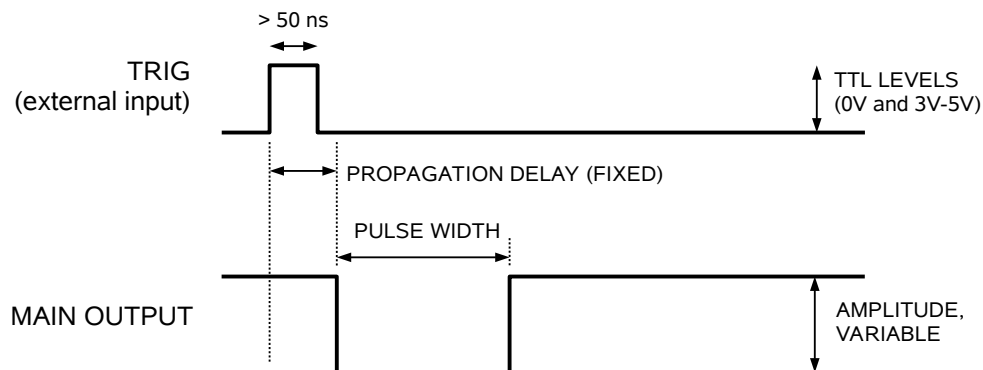 > 50 ns
TRIG
(external input)
TTL LEVELS
(0V and 3V-5V)
PROPAGATION DELAY (FIXED)
PULSE WIDTH
MAIN OUTPUT
AMPLITUDE,
VARIABLE